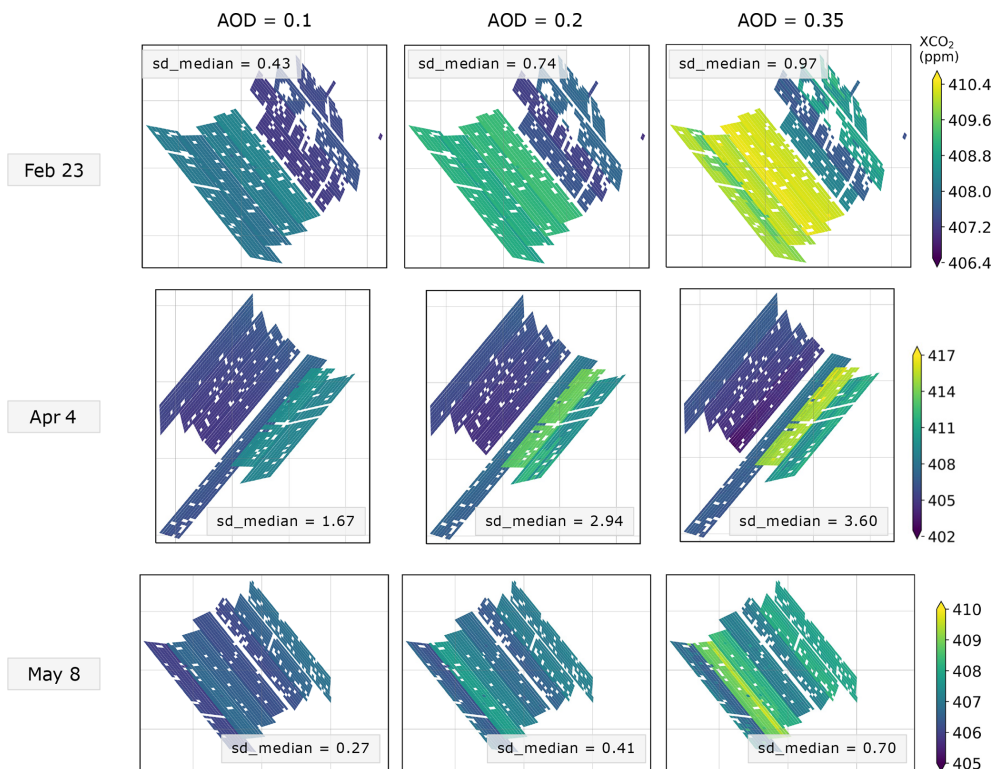 AOD = 0.1 AOD = 0.2 AOD = 0.35
XCO2
(ppm)
sd_median = 0.43 sd_median = 0.74 sd_median = 0.97
Feb 23
410.4
409.6
408.8
408.0
407.2
406.4
Apr 4
417
414
411
408
405
402
sd_median = 1.67 sd_median = 2.94 sd_median = 3.60
May 8
410
409
408
407
406
405
sd_median = 0.27 sd_median = 0.41 sd_median = 0.70